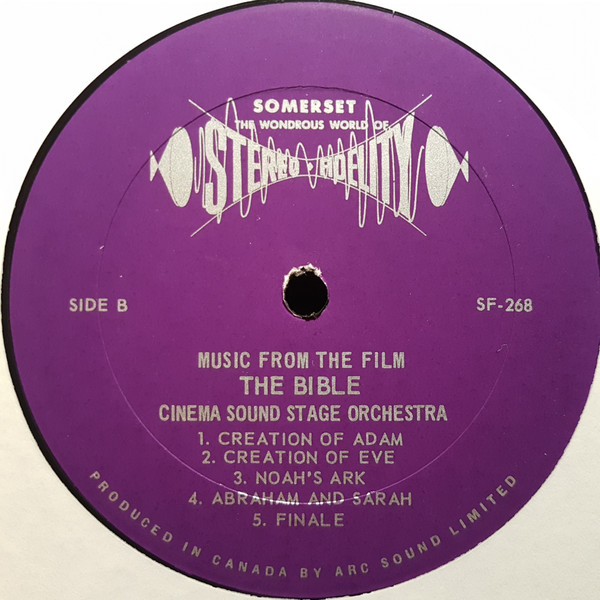 SOMERSET
THE WONDROUS WORLD OF
STEREO • FIDELITY
SIDE B
SF-268
MUSIC FROM THE FILM
THE BIBLE
CINEMA SOUND STAGE ORCHESTRA
1. CREATION OF ADAM
2. CREATION OF EVE
3. NOAH'S ARK
4. ABRAHAM AND SARAH
5. FINALE
PRODUCED IN CANADA BY ARC SOUND LIMITED